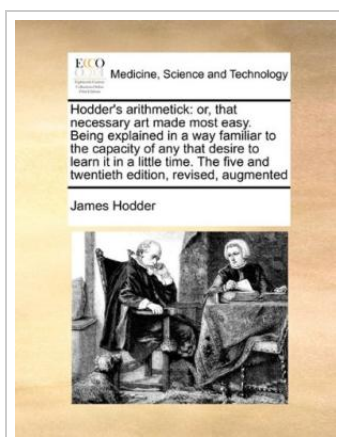 ECCO
Medicine, Science and Technology
Hodder's arithmetick: or, that
necessary art made most easy.
Being explained in a way familiar to
the capacity of any that desire to
learn it in a little time. The five and
twentieth edition, revised, augmented
James Hodder